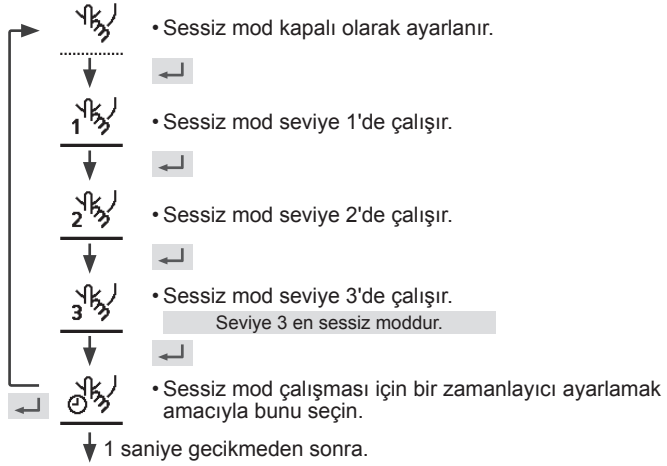 • Sessiz mod kapalı olarak ayarlanır.
1
• Sessiz mod seviye 1'de çalışır.
2
• Sessiz mod seviye 2'de çalışır.
3
• Sessiz mod seviye 3'de çalışır.
Seviye 3 en sessiz moddur.
• Sessiz mod çalışması için bir zamanlayıcı ayarlamak
amacıyla bunu seçin.
1 saniye gecikmeden sonra.